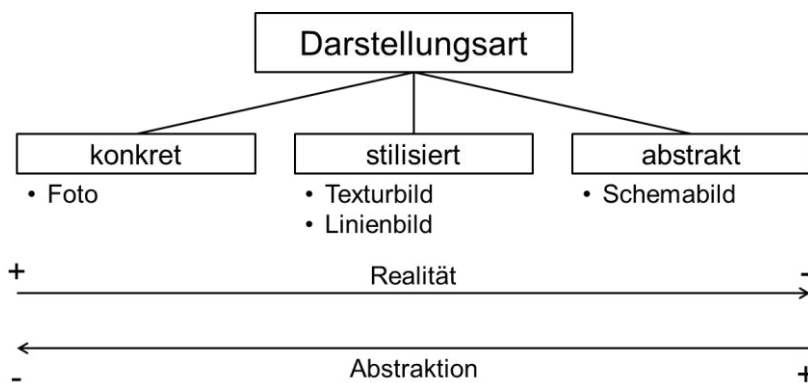 Darstellungsart
konkret stilisiert abstrakt
• Foto • Texturbild • Schemabild
• Linienbild
+ Realität -
- Abstraktion +